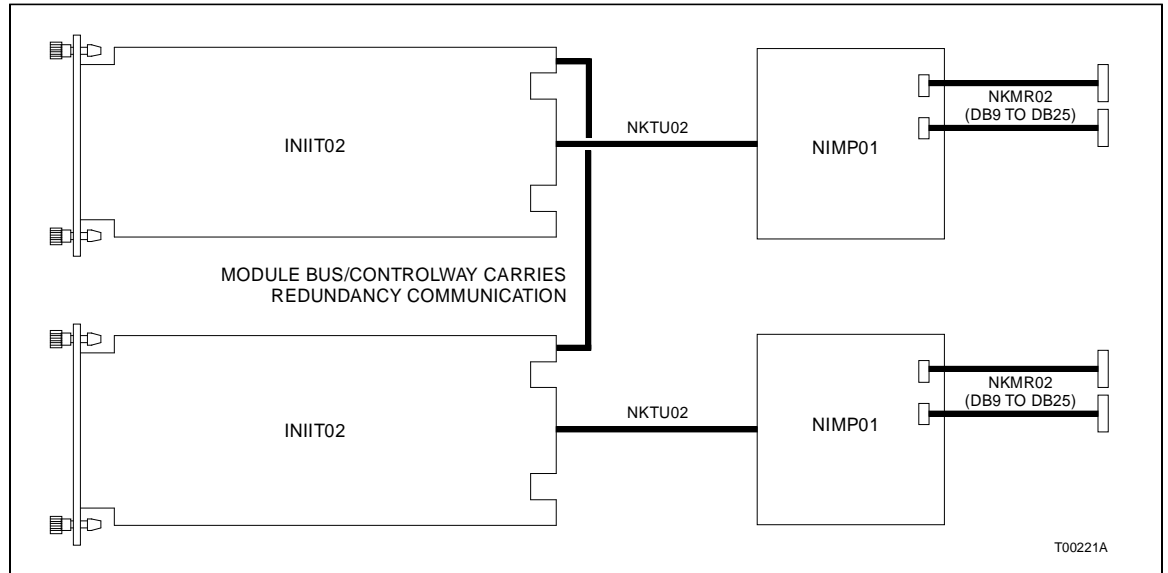 INIIT02
NKTU02
NIMP01
NKMR02
(DB9 TO DB25)
MODULE BUS/CONTROLWAY CARRIES
REDUNDANCY COMMUNICATION
INIIT02
NKTU02
NIMP01
NKMR02
(DB9 TO DB25)
T00221A